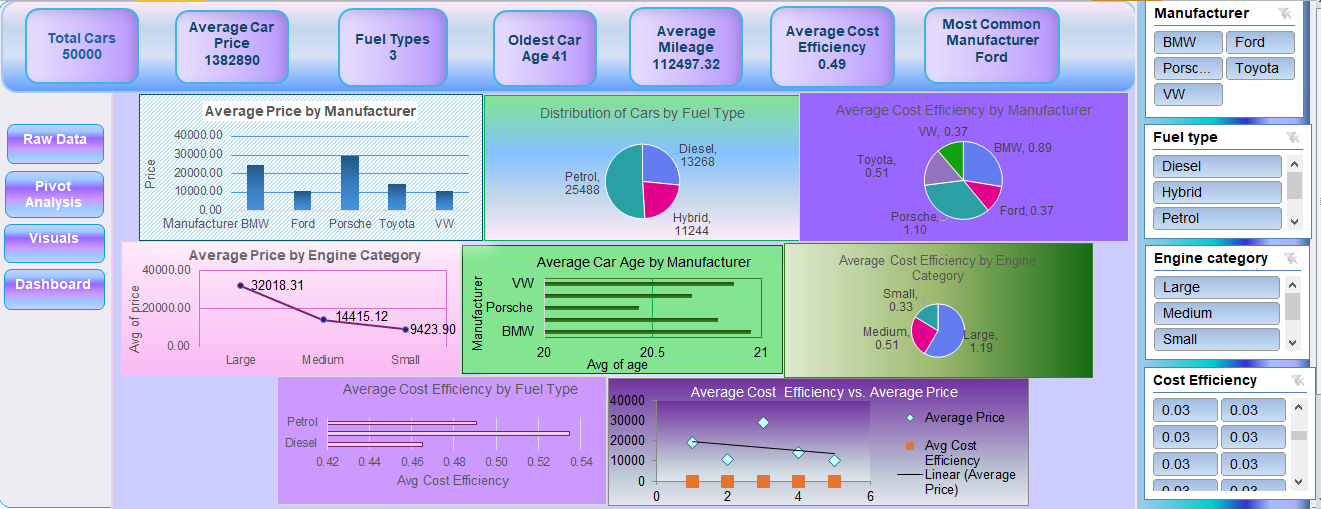 Total Cars
50000
Average Car
Price
1382890
Fuel Types
3
Oldest Car
Age 41
Average
Mileage
112497.32
Average Cost
Efficiency
0.49
Most Common
Manufacturer
Ford
Raw Data
Pivot
Analysis
Visuals
Dashboard
Average Price by Manufacturer
Price
40000.00
30000.00
20000.00
10000.00
0.00
Manufacturer BMW Ford Porsche Toyota VW
Distribution of Cars by Fuel Type
Diesel,
13268
Petrol,
25488
Hybrid,
11244
Average Cost Efficiency by Manufacturer
VW, 0.37
BMW, 0.89
Toyota,
0.51
Ford, 0.37
Porsche,
1.10
Average Price by Engine Category
Avg of price
40000.00
20000.00
0.00
32018.31
14415.12
9423.90
Large Medium Small
Average Car Age by Manufacturer
Manufacturer
VW
Porsche
BMW
20 20.5 21
Avg of age
Average Cost Efficiency by Engine
Category
Small,
0.33
Medium,
0.51
Large,
1.19
Average Cost Efficiency by Fuel Type
Petrol
Diesel
0.42 0.44 0.46 0.48 0.50 0.52 0.54
Avg Cost Efficiency
Average Cost Efficiency vs. Average Price
40000
30000
20000
10000
0
0 2 4 6
Average Price
Avg Cost
Efficiency
Linear (Average
Price)
Manufacturer
BMW Ford
Porsc... Toyota
VW
Fuel type
Diesel
Hybrid
Petrol
Engine category
Large
Medium
Small
Cost Efficiency
0.03 0.03
0.03 0.03
0.03 0.03
0.03 0.03